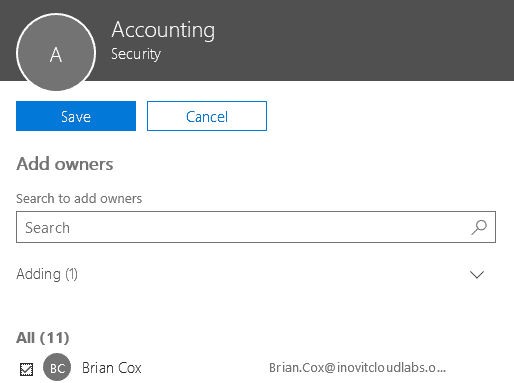 A
Accounting
Security
Save
Cancel
Add owners
Search to add owners
Search
Adding (1)
All (11)
BC
Brian Cox
Brian.Cox@inovitcloudlabs.o...